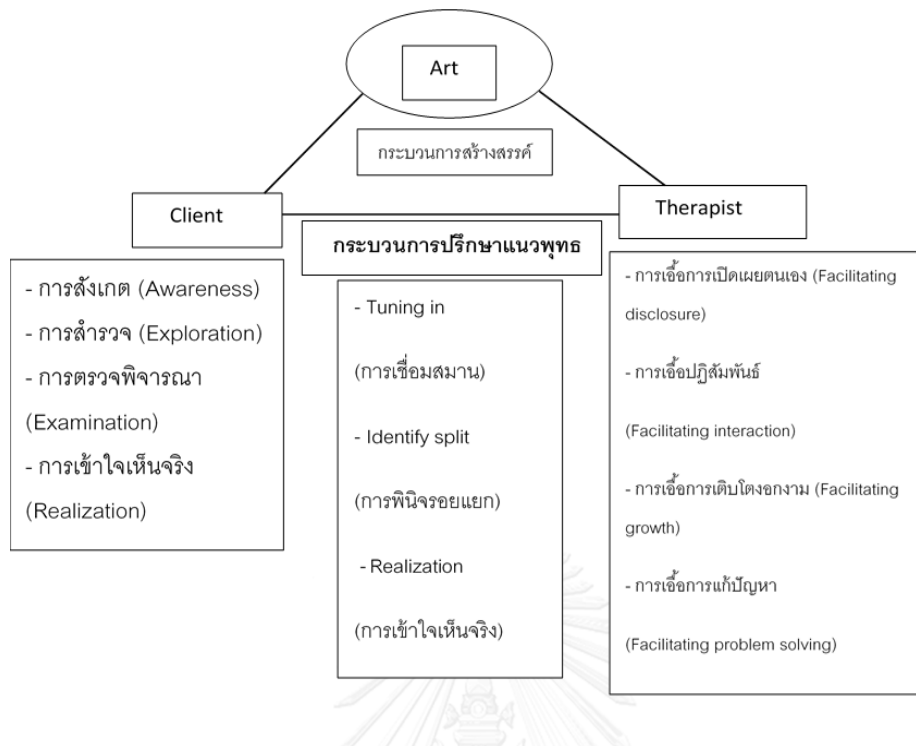 Art
กระบวนการสร้างสรรค์
Client
Therapist
กระบวนการปรึกษาแนวพุทธ
- การสังเกต (Awareness)
- การสำรวจ (Exploration)
- การตรวจพิจารณา
(Examination)
- การเข้าใจเห็นจริง
(Realization)
- Tuning in
(การเชื่อมสมาน)
- Identify split
(การพินิจรอยแยก)
- Realization
(การเข้าใจเห็นจริง)
- การเอื้อการเปิดเผยตนเอง (Facilitating
disclosure)
- การเอื้อปฏิสัมพันธ์
(Facilitating interaction)
- การเอื้อการเติบโตงอกงาม (Facilitating
growth)
- การเอื้อการแก้ปัญหา
(Facilitating problem solving)